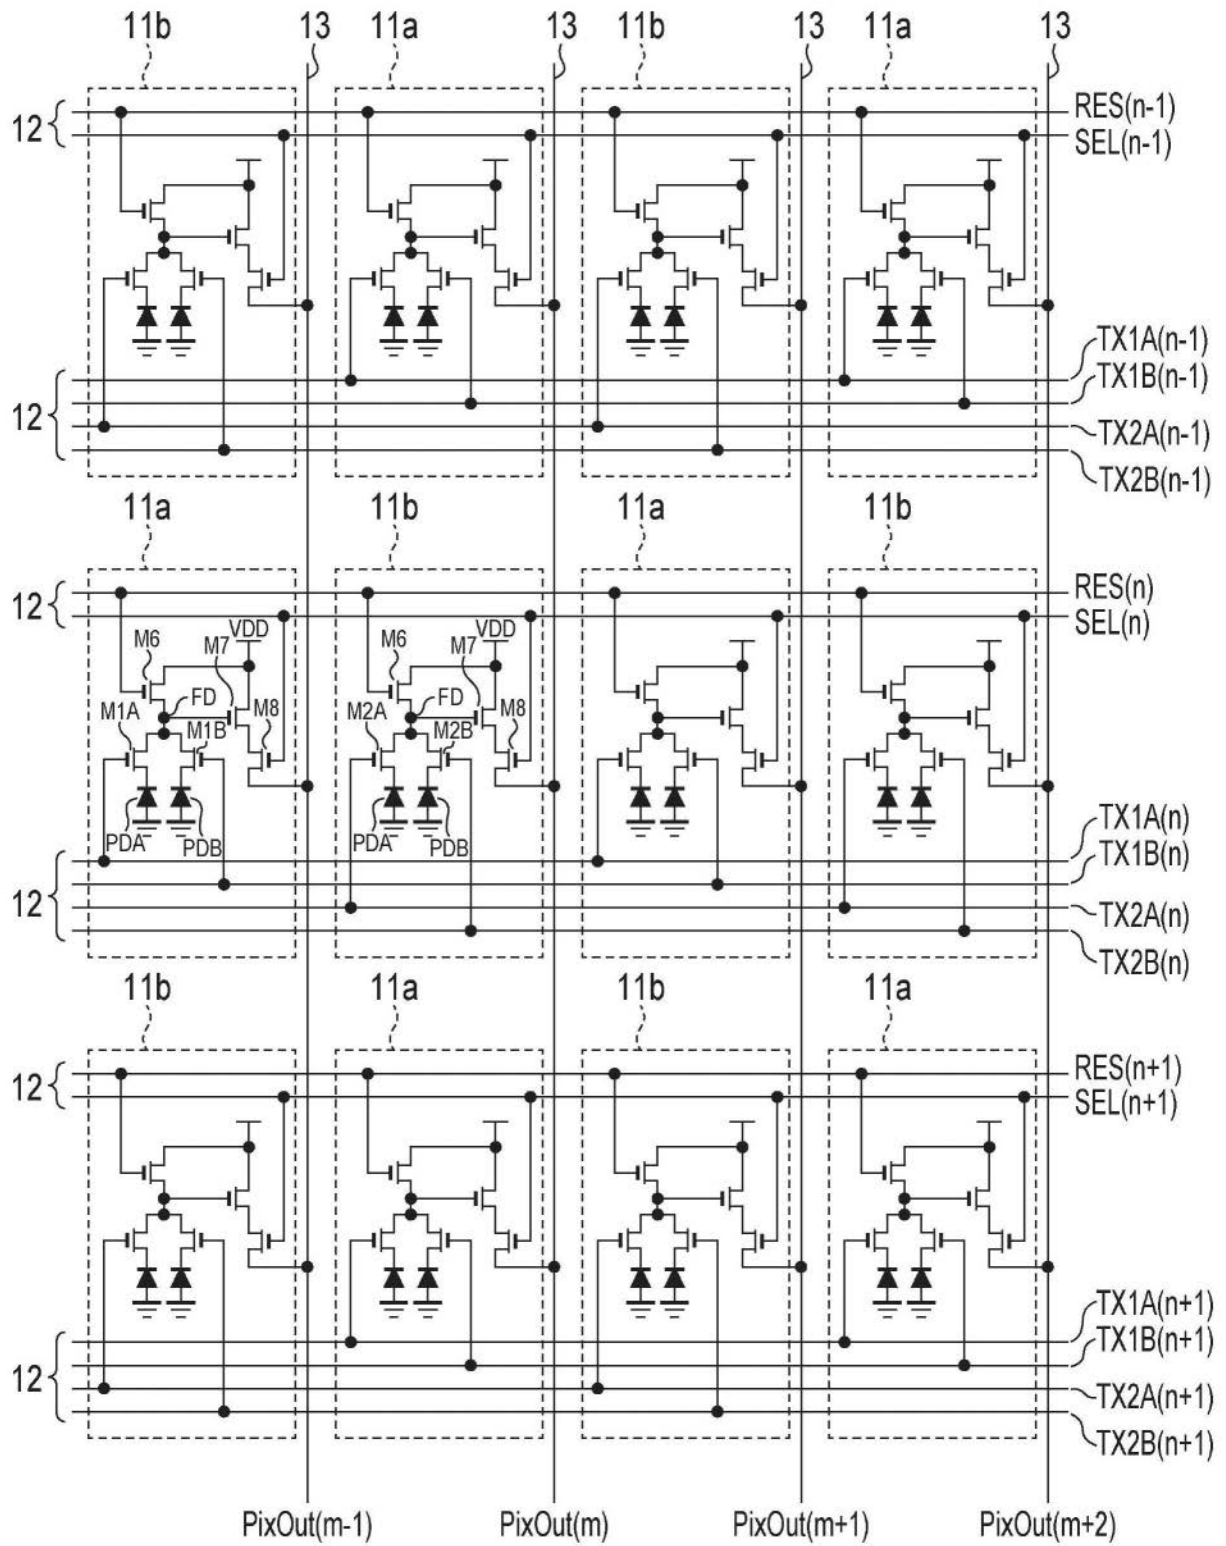 11b 13 11a 13 11b 13 11a 13
12 RES(n-1)
SEL(n-1)
TX1A(n-1)
TX1B(n-1)
12 TX2A(n-1)
TX2B(n-1)
11a 11b 11a 11b
12 RES(n)
SEL(n)
M6 M7 VDD M6 M7 VDD
FD FD
M1A M1B M8 M2A M2B M8
PDA PDB PDA PDB
TX1A(n)
TX1B(n)
12 TX2A(n)
TX2B(n)
11b 11a 11b 11a
12 RES(n+1)
SEL(n+1)
TX1A(n+1)
TX1B(n+1)
12 TX2A(n+1)
TX2B(n+1)
PixOut(m-1) PixOut(m) PixOut(m+1) PixOut(m+2)